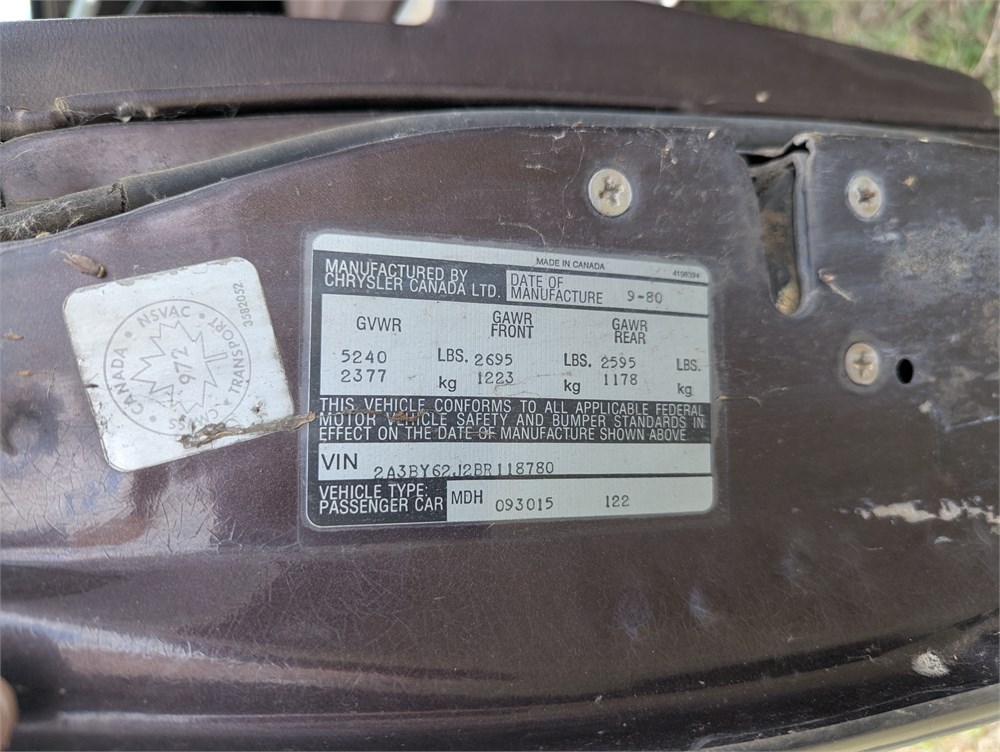 MADE IN CANADA
4198394
MANUFACTURED BY
CHRYSLER CANADA LTD.
DATE OF
MANUFACTURE 9-80
GVWR
GAWR
FRONT
GAWR
REAR
5240 LBS. 2695 LBS. 2595 LBS.
2377 kg 1223 kg 1178 kg
THIS VEHICLE CONFORMS TO ALL APPLICABLE FEDERAL
MOTOR VEHICLE SAFETY AND BUMPER STANDARDS IN
EFFECT ON THE DATE OF MANUFACTURE SHOWN ABOVE
VIN 2A3BY62J2BR118780
VEHICLE TYPE:
PASSENGER CAR
MDH 093015 122
CANADA · NSVAC · TRANSPORT
972
3582052